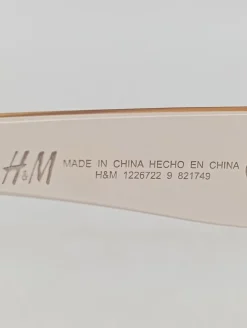 H&M
MADE IN CHINA HECHO EN CHINA
H&M 1226722 9 821749